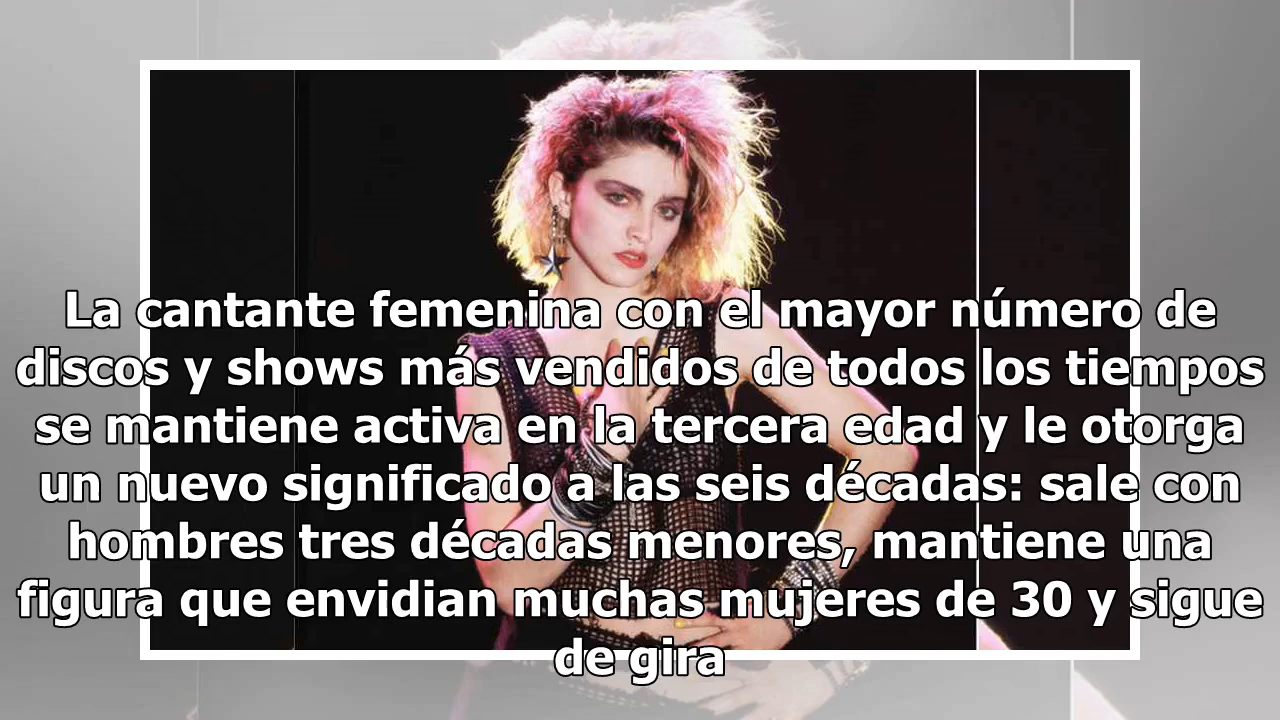 La cantante femenina con el mayor número de
discos y shows más vendidos de todos los tiempos
se mantiene activa en la tercera edad y le otorga
un nuevo significado a las seis décadas: sale con
hombres tres décadas menores, mantiene una
figura que envidian muchas mujeres de 30 y sigue
de gira